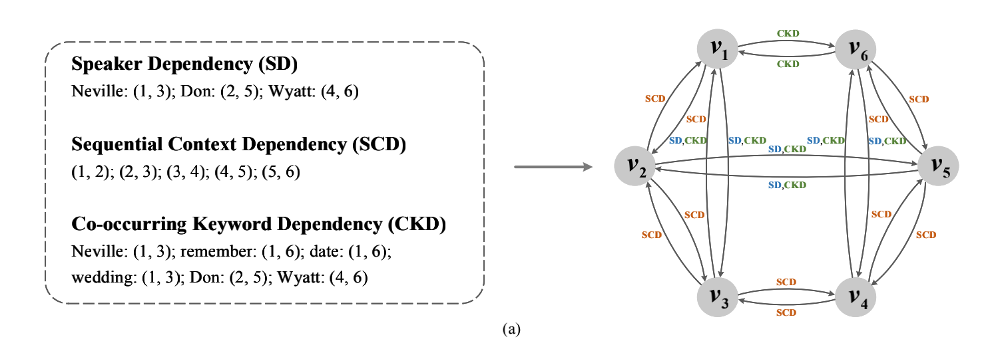 Speaker Dependency (SD)
Neville: (1, 3); Don: (2, 5); Wyatt: (4, 6)
Sequential Context Dependency (SCD)
(1, 2); (2, 3); (3, 4); (4, 5); (5, 6)
Co-occurring Keyword Dependency (CKD)
Neville: (1, 3); remember: (1, 6); date: (1, 6);
wedding: (1, 3); Don: (2, 5); Wyatt: (4, 6)
CKD
v1
v6
CKD
SCD
SCD
SCD
SCD
SD,CKD
SD,CKD
SD,CKD
SD,CKD
SD,CKD
v2
v5
SD,CKD
SCD
SCD
SCD
SCD
SCD
v3
v4
SCD
(a)